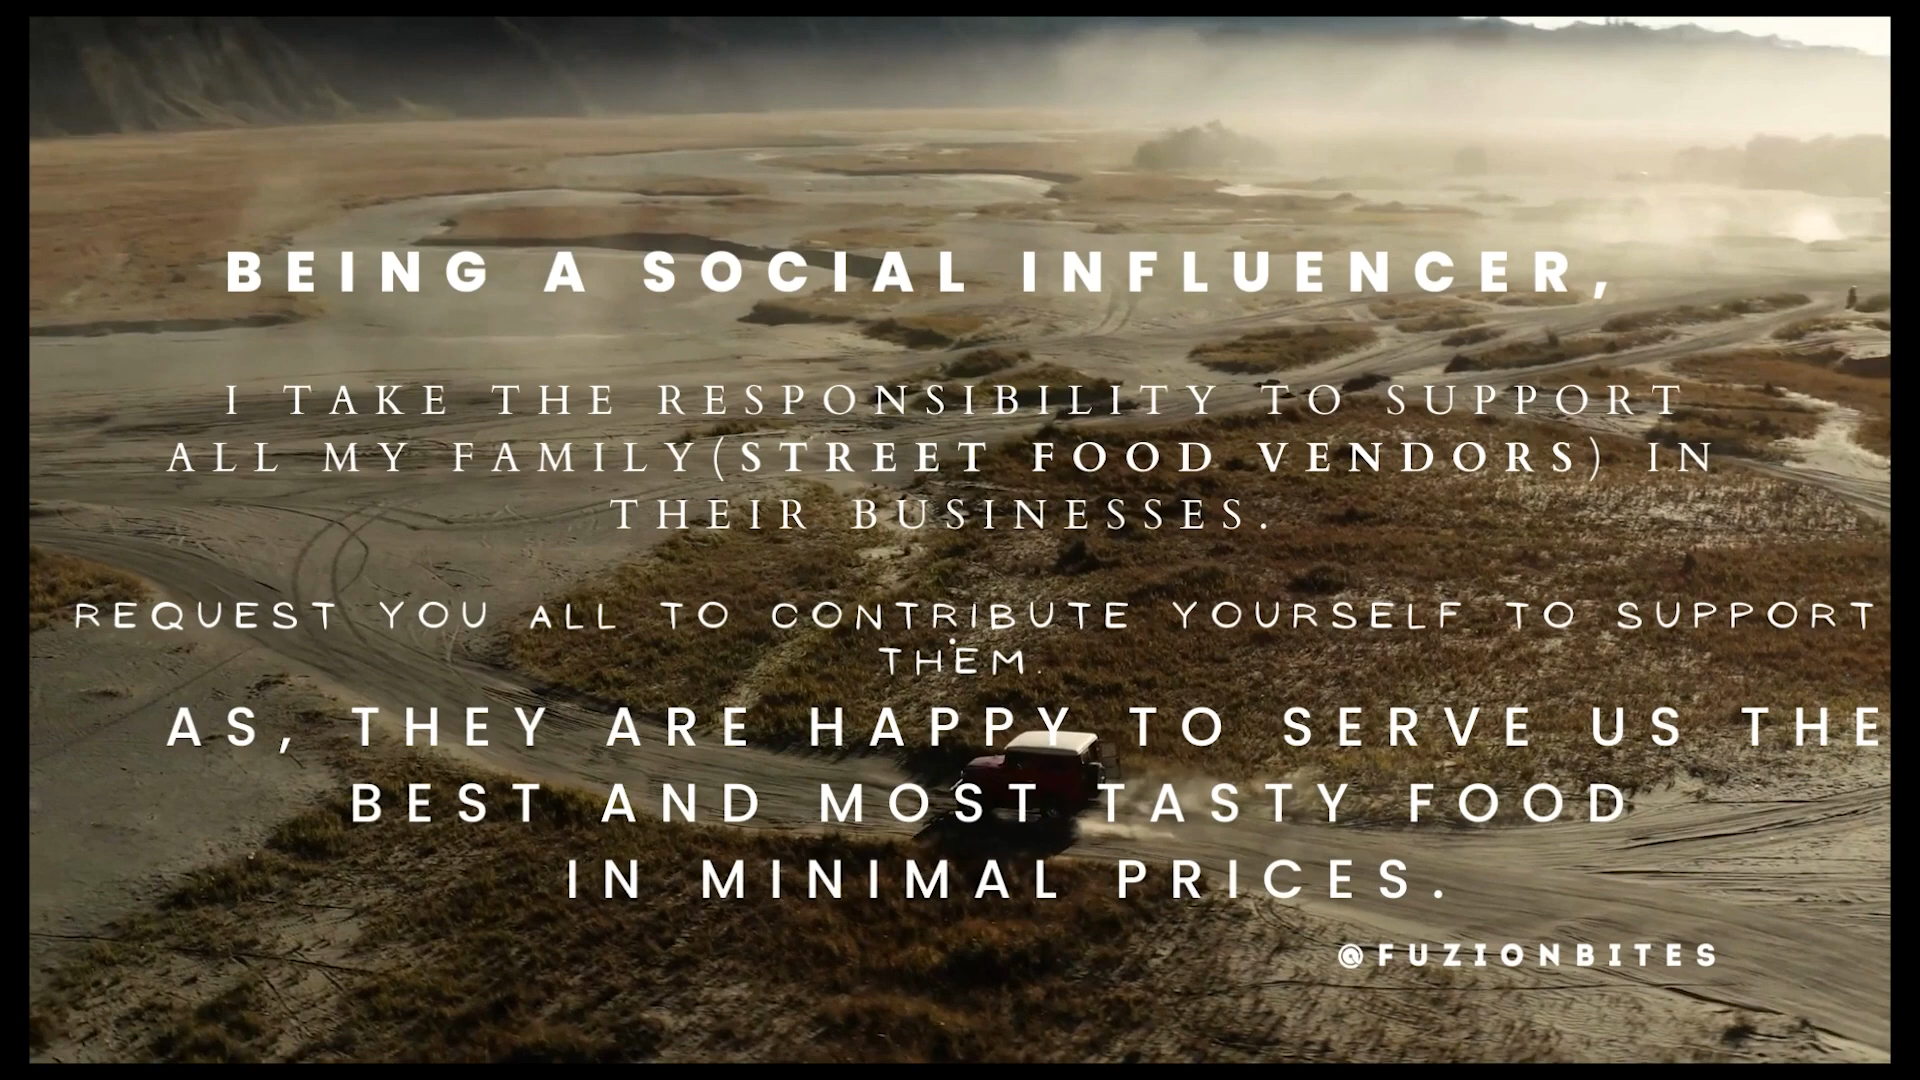 BEING A SOCIAL INFLUENCER,
I TAKE THE RESPONSIBILITY TO SUPPORT
ALL MY FAMILY(STREET FOOD VENDORS) IN
THEIR BUSINESSES.
REQUEST YOU ALL TO CONTRIBUTE YOURSELF TO SUPPORT
THEM.
AS, THEY ARE HAPPY TO SERVE US THE
BEST AND MOST TASTY FOOD
IN MINIMAL PRICES.
@FUZIONBITES